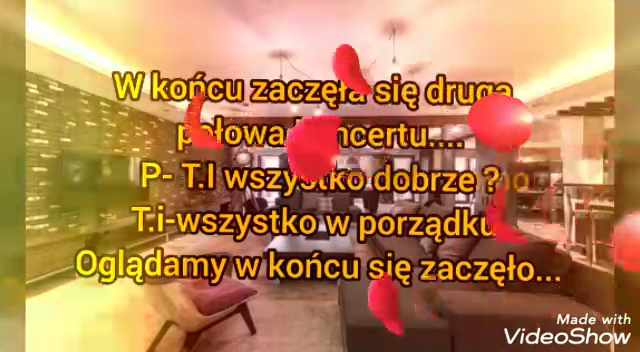 W końcu zaczęła się druga
połowa koncertu....
P- T.I wszystko dobrze ?
T.i-wszystko w porządku
Oglądamy w końcu się zaczęło...
Made with
VideoShow